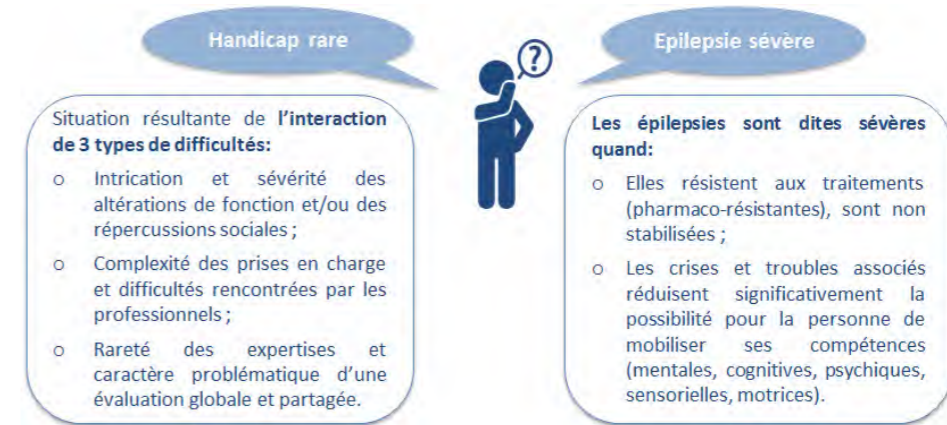 Handicap rare
Situation résultante de l'interaction
de 3 types de difficultés:
o Intrication et sévérité des
altérations de fonction et/ou des
répercussions sociales ;
o Complexité des prises en charge
et difficultés rencontrées par les
professionnels ;
o Rareté des expertises et
caractère problématique d'une
évaluation globale et partagée.
?
Epilepsie sévère
Les épilepsies sont dites sévères
quand:
o Elles résistent aux traitements
(pharmaco-résistantes), sont non
stabilisées ;
o Les crises et troubles associés
réduisent significativement la
possibilité pour la personne de
mobiliser ses compétences
(mentales, cognitives, psychiques,
sensorielles, motrices).